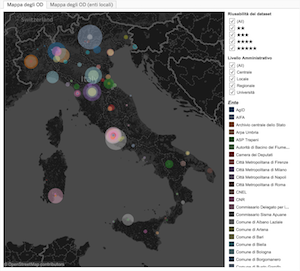 Mappa degli OD
Mappa degli OD (enti locali)
Switzerland
Riusabilità dei dataset
(All)
★★
★★★
★★★★
★★★★★
Livello Amministrativo
(All)
Centrale
Locale
Regionale
Università
Ente
AgID
AIFA
Archivio centrale dello Stato
Arpa Umbria
ASP Trapani
Autorità di Bacino del Fiume...
Camera dei Deputati
Città Metropolitana di Firenze
Città Metropolitana di Milano
Città Metropolitana di Napoli
Città Metropolitana di Roma
CNEL
CNR
Commissario Delegato per i...
Commissario Sisma Abruzzo
Comune di Albano Laziale
Comune di Ancona
Comune di Bari
Comune di Biella
Comune di Bologna
Comune di Borgomanero
© OpenStreetMap contributors